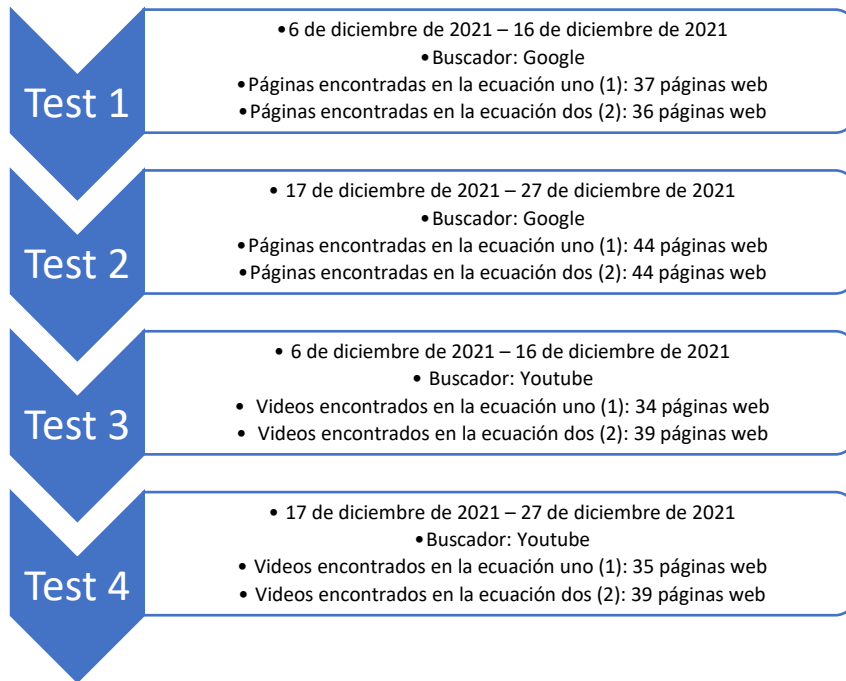 Test 1
•6 de diciembre de 2021 – 16 de diciembre de 2021
•Buscador: Google
•Páginas encontradas en la ecuación uno (1): 37 páginas web
•Páginas encontradas en la ecuación dos (2): 36 páginas web
Test 2
• 17 de diciembre de 2021 – 27 de diciembre de 2021
•Buscador: Google
•Páginas encontradas en la ecuación uno (1): 44 páginas web
•Páginas encontradas en la ecuación dos (2): 44 páginas web
Test 3
• 6 de diciembre de 2021 – 16 de diciembre de 2021
• Buscador: Youtube
• Videos encontrados en la ecuación uno (1): 34 páginas web
• Videos encontrados en la ecuación dos (2): 39 páginas web
Test 4
• 17 de diciembre de 2021 – 27 de diciembre de 2021
•Buscador: Youtube
• Videos encontrados en la ecuación uno (1): 35 páginas web
• Videos encontrados en la ecuación dos (2): 39 páginas web